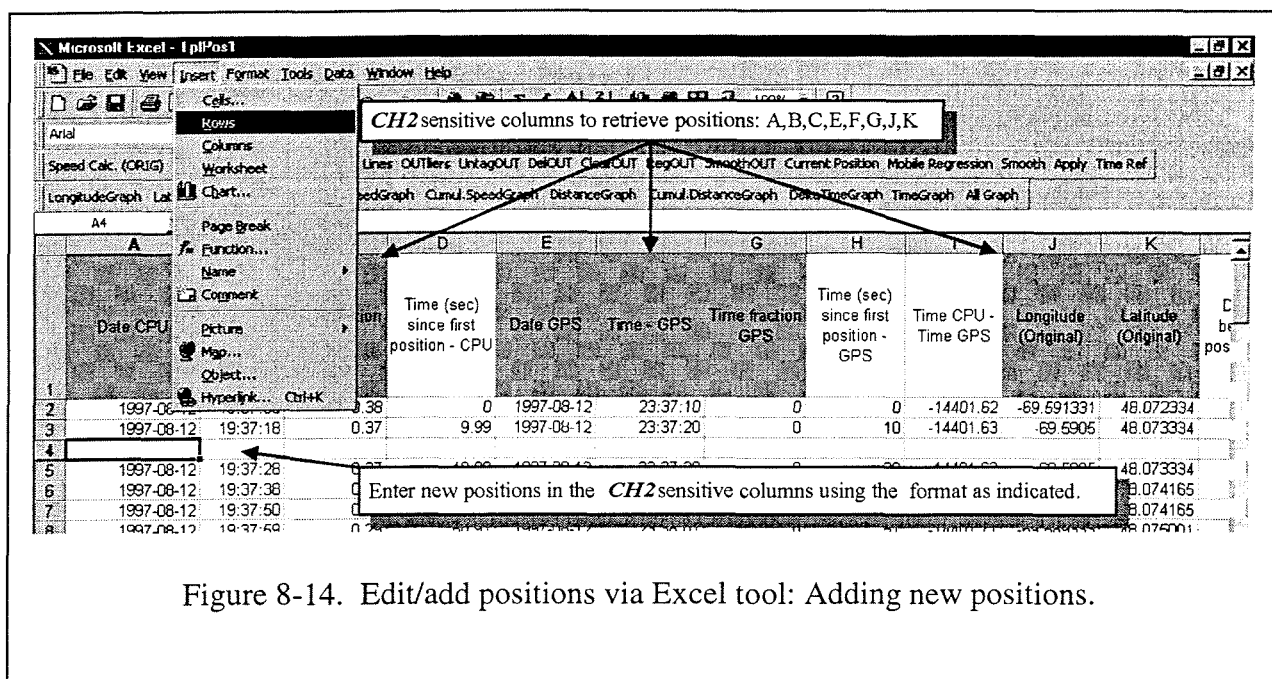 Microsoft Excel - TplPos1
File Edit View Insert Format Tools Data Window Help
Cells...
Rows
Columns
Worksheet
Chart...
Page Break
Function...
Name
Comment
Picture
Map...
Object...
Hyperlink... Ctrl+K
CH2 sensitive columns to retrieve positions: A,B,C,E,F,G,J,K
Arial
Speed Calc. (ORIG) Lines OUTliers UntagOUT DelOUT ClearOUT RegOUT SmoothOUT Current Position Mobile Regression Smooth Apply Time Ref
LongitudeGraph Cumul.SpeedGraph DistanceGraph Cumul.DistanceGraph DeltaTimeGraph TimeGraph All Graph
A4
A D E G H I J K
1 Date CPU Time (sec) since first position - CPU Date GPS Time - GPS Time fraction GPS Time (sec) since first position - GPS Time CPU - Time GPS Longitude (Original) Latitude (Original)
2 0 1997-08-12 23:37:10 0 0 -14401.62 -69.591331 48.072334
3 1997-08-12 19:37:18 0.37 9.99 1997-08-12 23:37:20 0 10 -14401.63 -69.5905 48.073334
4
5 1997-08-12 19:37:28 48.073334
6 1997-08-12 19:37:38
7 1997-08-12 19:37:50
8 1997-08-12 19:37:59
Enter new positions in the CH2 sensitive columns using the format as indicated.
Figure 8-14. Edit/add positions via Excel tool: Adding new positions.